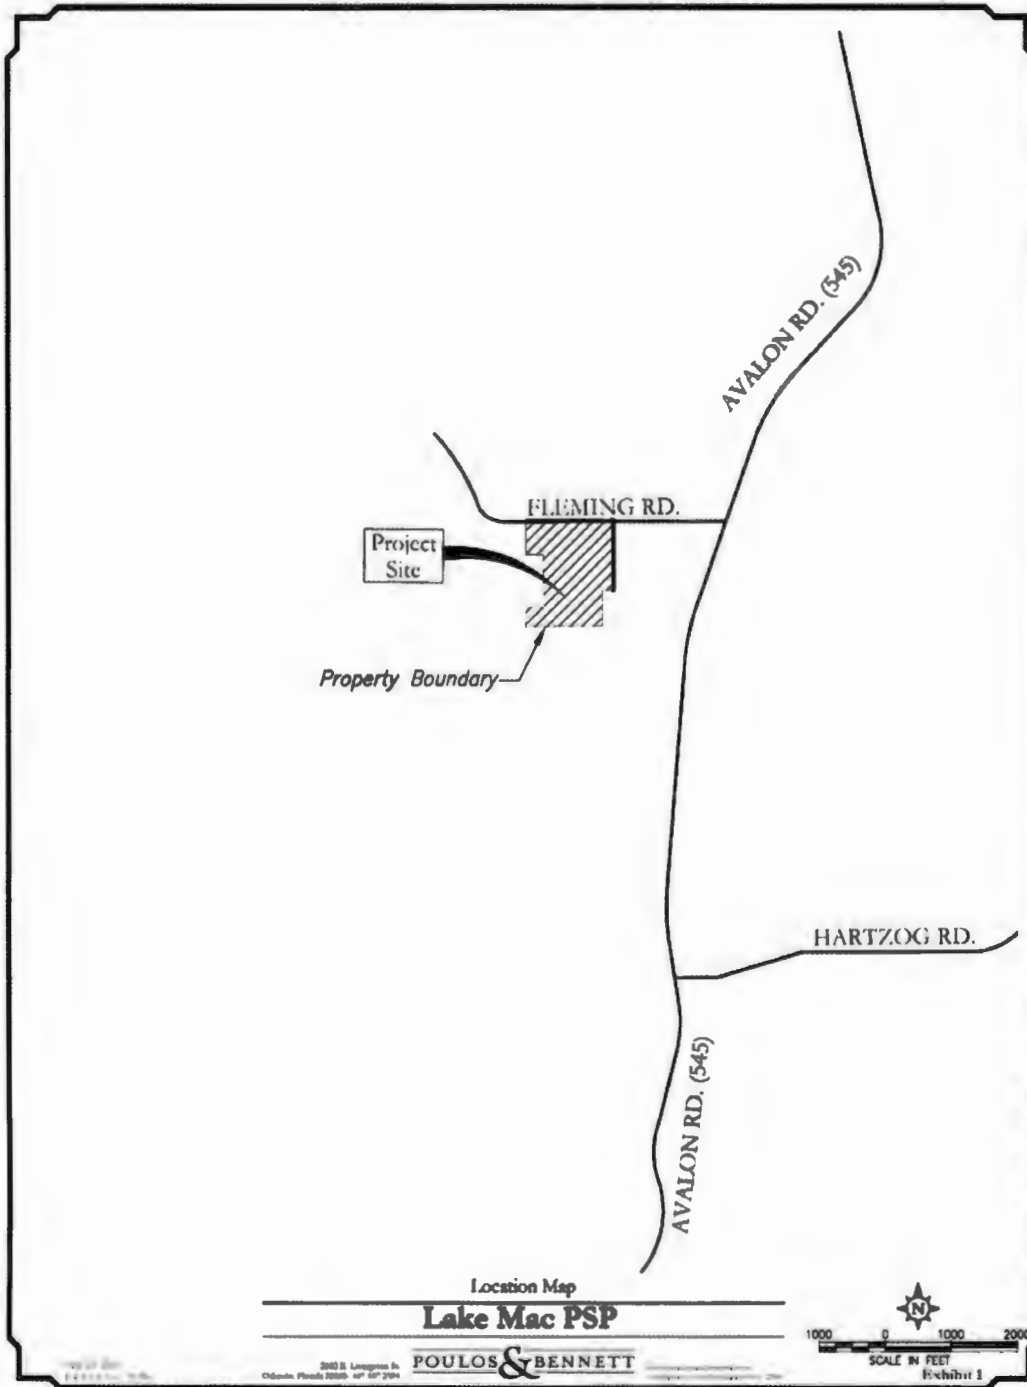 AVALON RD. (545)
FLEMING RD.
Project
Site
Property Boundary
HARTZOG RD.
AVALON RD. (545)
Location Map
Lake Mac PSP
N
POULOS & BENNETT
1000 0 1000 2000
SCALE IN FEET
Exhibit 1